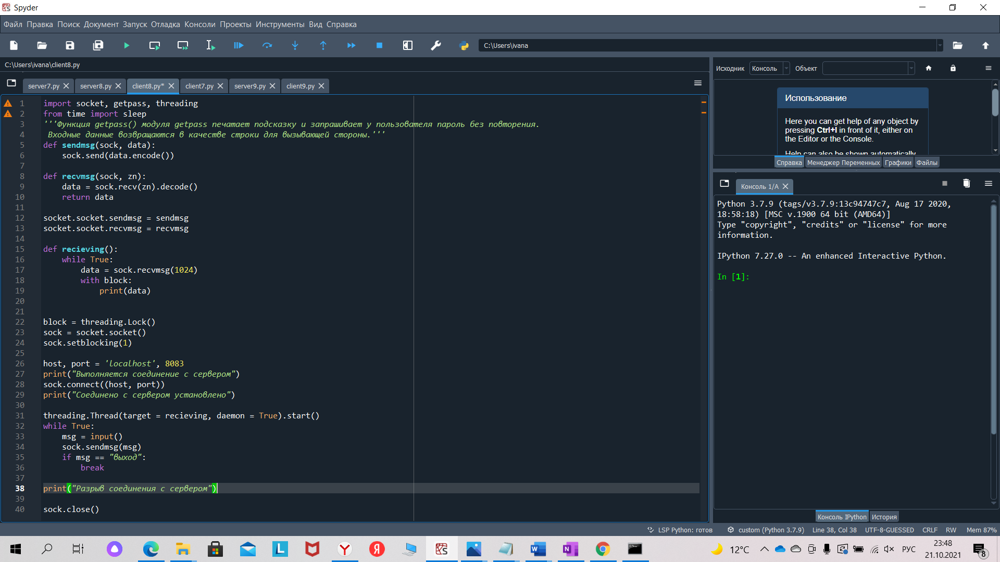 Spyder
Файл Правка Поиск Документ Запуск Отладка Консоли Проекты Инструменты Вид Справка
C:\Users\ivana
C:\Users\ivana\client8.py
server7.py server8.py client8.py* client7.py server9.py client9.py
1 import socket, getpass, threading
2 from time import sleep
3 '''Функция getpass() модуля getpass печатает подсказку и запрашивает у пользователя пароль без повторения.
4 Входные данные возвращаются в качестве строки для вызывающей стороны.'''
5 def sendmsg(sock, data):
6 sock.send(data.encode())
7
8 def recvmsg(sock, zn):
9 data = sock.recv(zn).decode()
10 return data
11
12 socket.socket.sendmsg = sendmsg
13 socket.socket.recvmsg = recvmsg
14
15 def recieving():
16 while True:
17 data = sock.recvmsg(1024)
18 with block:
19 print(data)
20
21
22 block = threading.Lock()
23 sock = socket.socket()
24 sock.setblocking(1)
25
26 host, port = 'localhost', 8083
27 print("Выполняется соединение с сервером")
28 sock.connect((host, port))
29 print("Соединено с сервером установлено")
30
31 threading.Thread(target = recieving, daemon = True).start()
32 while True:
33 msg = input()
34 sock.sendmsg(msg)
35 if msg == "выход":
36 break
37
38 print("Разрыв соединения с сервером")
39
40 sock.close()
Исходник Консоль Объект
Использование
Here you can get help of any object by
pressing Ctrl+I in front of it, either on
the Editor or the Console.
Help can also be shown automatically
Справка Менеджер Переменных Графики Файлы
Консоль 1/A
Python 3.7.9 (tags/v3.7.9:13c94747c7, Aug 17 2020,
18:58:18) [MSC v.1900 64 bit (AMD64)]
Type "copyright", "credits" or "license" for more
information.
IPython 7.27.0 -- An enhanced Interactive Python.
In [1]:
Консоль IPython История
LSP Python: готов custom (Python 3.7.9) Line 38, Col 38 UTF-8-GUESSED CRLF RW Mem 87%
12°C РУС 23:48
21.10.2021 8